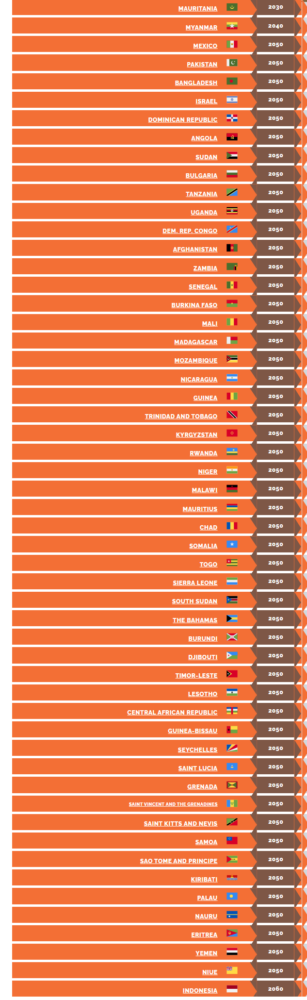 MAURITANIA 2030
MYANMAR 2040
MEXICO 2050
PAKISTAN 2050
BANGLADESH 2050
ISRAEL 2050
DOMINICAN REPUBLIC 2050
ANGOLA 2050
SUDAN 2050
BULGARIA 2050
TANZANIA 2050
UGANDA 2050
DEM. REP. CONGO 2050
AFGHANISTAN 2050
ZAMBIA 2050
SENEGAL 2050
BURKINA FASO 2050
MALI 2050
MADAGASCAR 2050
MOZAMBIQUE 2050
NICARAGUA 2050
GUINEA 2050
TRINIDAD AND TOBAGO 2050
KYRGYZSTAN 2050
RWANDA 2050
NIGER 2050
MALAWI 2050
MAURITIUS 2050
CHAD 2050
SOMALIA 2050
TOGO 2050
SIERRA LEONE 2050
SOUTH SUDAN 2050
THE BAHAMAS 2050
BURUNDI 2050
DJIBOUTI 2050
TIMOR-LESTE 2050
LESOTHO 2050
CENTRAL AFRICAN REPUBLIC 2050
GUINEA-BISSAU 2050
SEYCHELLES 2050
SAINT LUCIA 2050
GRENADA 2050
SAINT VINCENT AND THE GRENADINES 2050
SAINT KITTS AND NEVIS 2050
SAMOA 2050
SAO TOME AND PRINCIPE 2050
KIRIBATI 2050
PALAU 2050
NAURU 2050
ERITREA 2050
YEMEN 2050
NIUE 2050
INDONESIA 2060